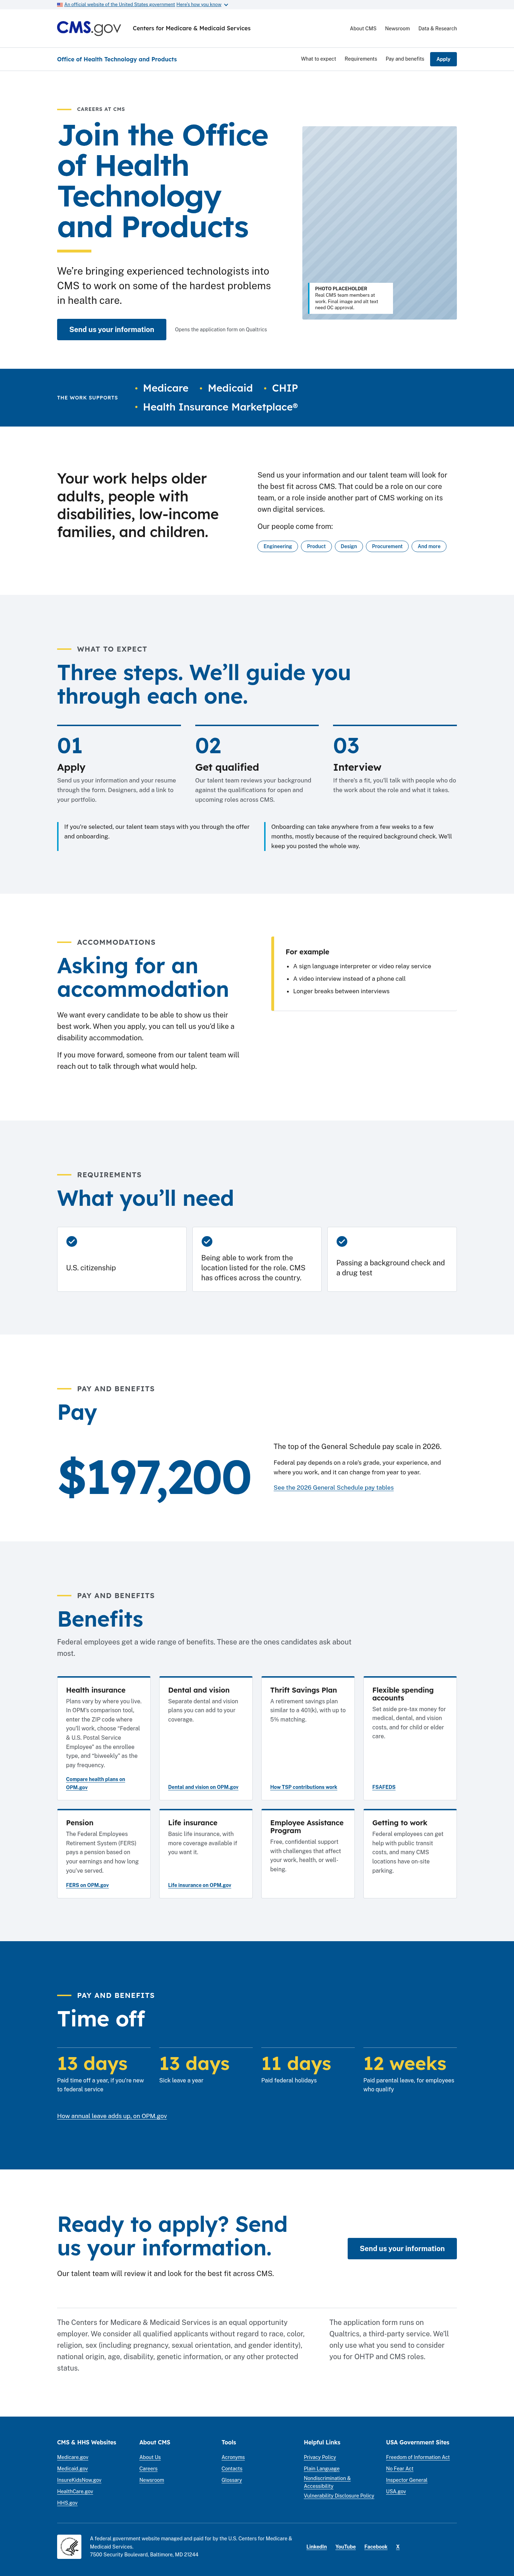 An official website of the United States government Here's how you know
CMS.gov
Centers for Medicare & Medicaid Services
About CMS
Newsroom
Data & Research
Office of Health Technology and Products
What to expect
Requirements
Pay and benefits
Apply
CAREERS AT CMS
Join the Office
of Health
Technology
and Products
We're bringing experienced technologists into
CMS to work on some of the hardest problems
in health care.
Send us your information
Opens the application form on Qualtrics
PHOTO PLACEHOLDER
Real CMS team members at
work. Final image and alt text
need OC approval.
THE WORK SUPPORTS
• Medicare • Medicaid • CHIP
• Health Insurance Marketplace®
Your work helps older
adults, people with
disabilities, low-income
families, and children.
Send us your information and our talent team will look for
the best fit across CMS. That could be a role on our core
team, or a role inside another part of CMS working on its
own digital services.
Our people come from:
Engineering
Product
Design
Procurement
And more
WHAT TO EXPECT
Three steps. We'll guide you
through each one.
01
Apply
Send us your information and your resume
through the form. Designers, add a link to
your portfolio.
02
Get qualified
Our talent team reviews your background
against the qualifications for open and
upcoming roles across CMS.
03
Interview
If there's a fit, you'll talk with people who do
the work about the role and what it takes.
If you're selected, our talent team stays with you through the offer
and onboarding.
Onboarding can take anywhere from a few weeks to a few
months, mostly because of the required background check. We'll
keep you posted the whole way.
ACCOMMODATIONS
Asking for an
accommodation
We want every candidate to be able to show us their
best work. When you apply, you can tell us you'd like a
disability accommodation.
If you move forward, someone from our talent team will
reach out to talk through what would help.
For example
• A sign language interpreter or video relay service
• A video interview instead of a phone call
• Longer breaks between interviews
REQUIREMENTS
What you'll need
U.S. citizenship
Being able to work from the
location listed for the role. CMS
has offices across the country.
Passing a background check and
a drug test
PAY AND BENEFITS
Pay
$197,200
The top of the General Schedule pay scale in 2026.
Federal pay depends on a role's grade, your experience, and
where you work, and it can change from year to year.
See the 2026 General Schedule pay tables
PAY AND BENEFITS
Benefits
Federal employees get a wide range of benefits. These are the ones candidates ask about
most.
Health insurance
Plans vary by where you live.
In OPM's comparison tool,
enter the ZIP code where
you'll work, choose "Federal
& U.S. Postal Service
Employee" as the enrollee
type, and "biweekly" as the
pay frequency.
Compare health plans on
OPM.gov
Dental and vision
Separate dental and vision
plans you can add to your
coverage.
Dental and vision on OPM.gov
Thrift Savings Plan
A retirement savings plan
similar to a 401(k), with up to
5% matching.
How TSP contributions work
Flexible spending
accounts
Set aside pre-tax money for
medical, dental, and vision
costs, and for child or elder
care.
FSAFEDS
Pension
The Federal Employees
Retirement System (FERS)
pays a pension based on
your earnings and how long
you've served.
FERS on OPM.gov
Life insurance
Basic life insurance, with
more coverage available if
you want it.
Life insurance on OPM.gov
Employee Assistance
Program
Free, confidential support
with challenges that affect
your work, health, or well-
being.
Getting to work
Federal employees can get
help with public transit
costs, and many CMS
locations have on-site
parking.
PAY AND BENEFITS
Time off
13 days
Paid time off a year, if you're new
to federal service
13 days
Sick leave a year
11 days
Paid federal holidays
12 weeks
Paid parental leave, for employees
who qualify
How annual leave adds up, on OPM.gov
Ready to apply? Send
us your information.
Our talent team will review it and look for the best fit across CMS.
Send us your information
The Centers for Medicare & Medicaid Services is an equal opportunity
employer. We consider all qualified applicants without regard to race, color,
religion, sex (including pregnancy, sexual orientation, and gender identity),
national origin, age, disability, genetic information, or any other protected
status.
The application form runs on
Qualtrics, a third-party service. We'll
only use what you send to consider
you for OHTP and CMS roles.
CMS & HHS Websites
Medicare.gov
Medicaid.gov
InsureKidsNow.gov
HealthCare.gov
HHS.gov
About CMS
About Us
Careers
Newsroom
Tools
Acronyms
Contacts
Glossary
Helpful Links
Privacy Policy
Plain Language
Nondiscrimination &
Accessibility
Vulnerability Disclosure Policy
USA Government Sites
Freedom of Information Act
No Fear Act
Inspector General
USA.gov
A federal government website managed and paid for by the U.S. Centers for Medicare &
Medicaid Services.
7500 Security Boulevard, Baltimore, MD 21244
LinkedIn
YouTube
Facebook
X